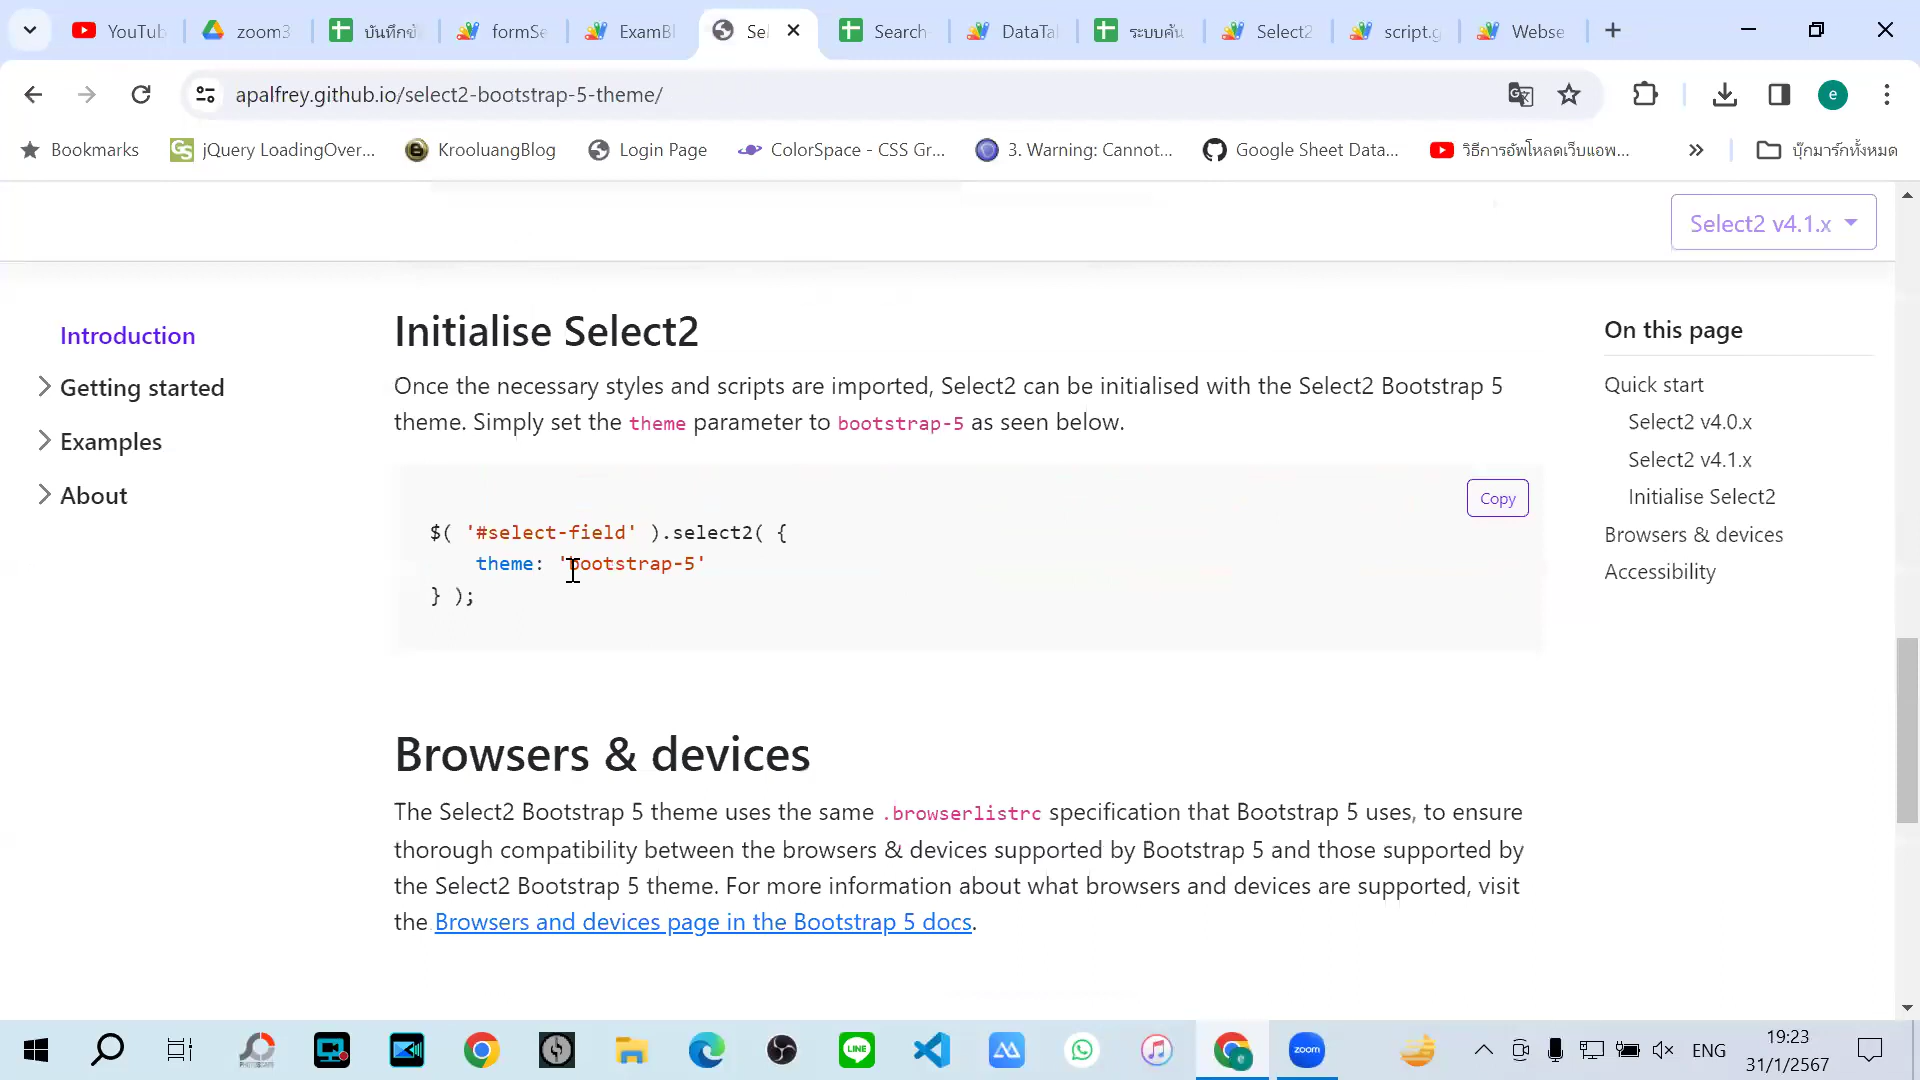 YouTub
zoom3
บันทึกข้
formSe
ExamBl
Sel
Search-
DataTal
ระบบค้น
Select2
script.g
Webse
apalfrey.github.io/select2-bootstrap-5-theme/
e
Bookmarks
jQuery LoadingOver...
KrooluangBlog
Login Page
ColorSpace - CSS Gr...
3. Warning: Cannot...
Google Sheet Data...
วิธีการอัพโหลดเว็บแอพ...
บุ๊กมาร์กทั้งหมด
Select2 v4.1.x
Introduction
Getting started
Examples
About
Initialise Select2
Once the necessary styles and scripts are imported, Select2 can be initialised with the Select2 Bootstrap 5
theme. Simply set the theme parameter to bootstrap-5 as seen below.
Copy
$( '#select-field' ).select2( {
theme: 'bootstrap-5'
} );
Browsers & devices
The Select2 Bootstrap 5 theme uses the same .browserlistrc specification that Bootstrap 5 uses, to ensure
thorough compatibility between the browsers & devices supported by Bootstrap 5 and those supported by
the Select2 Bootstrap 5 theme. For more information about what browsers and devices are supported, visit
the Browsers and devices page in the Bootstrap 5 docs.
On this page
Quick start
Select2 v4.0.x
Select2 v4.1.x
Initialise Select2
Browsers & devices
Accessibility
LINE
zoom
ENG
19:23
31/1/2567